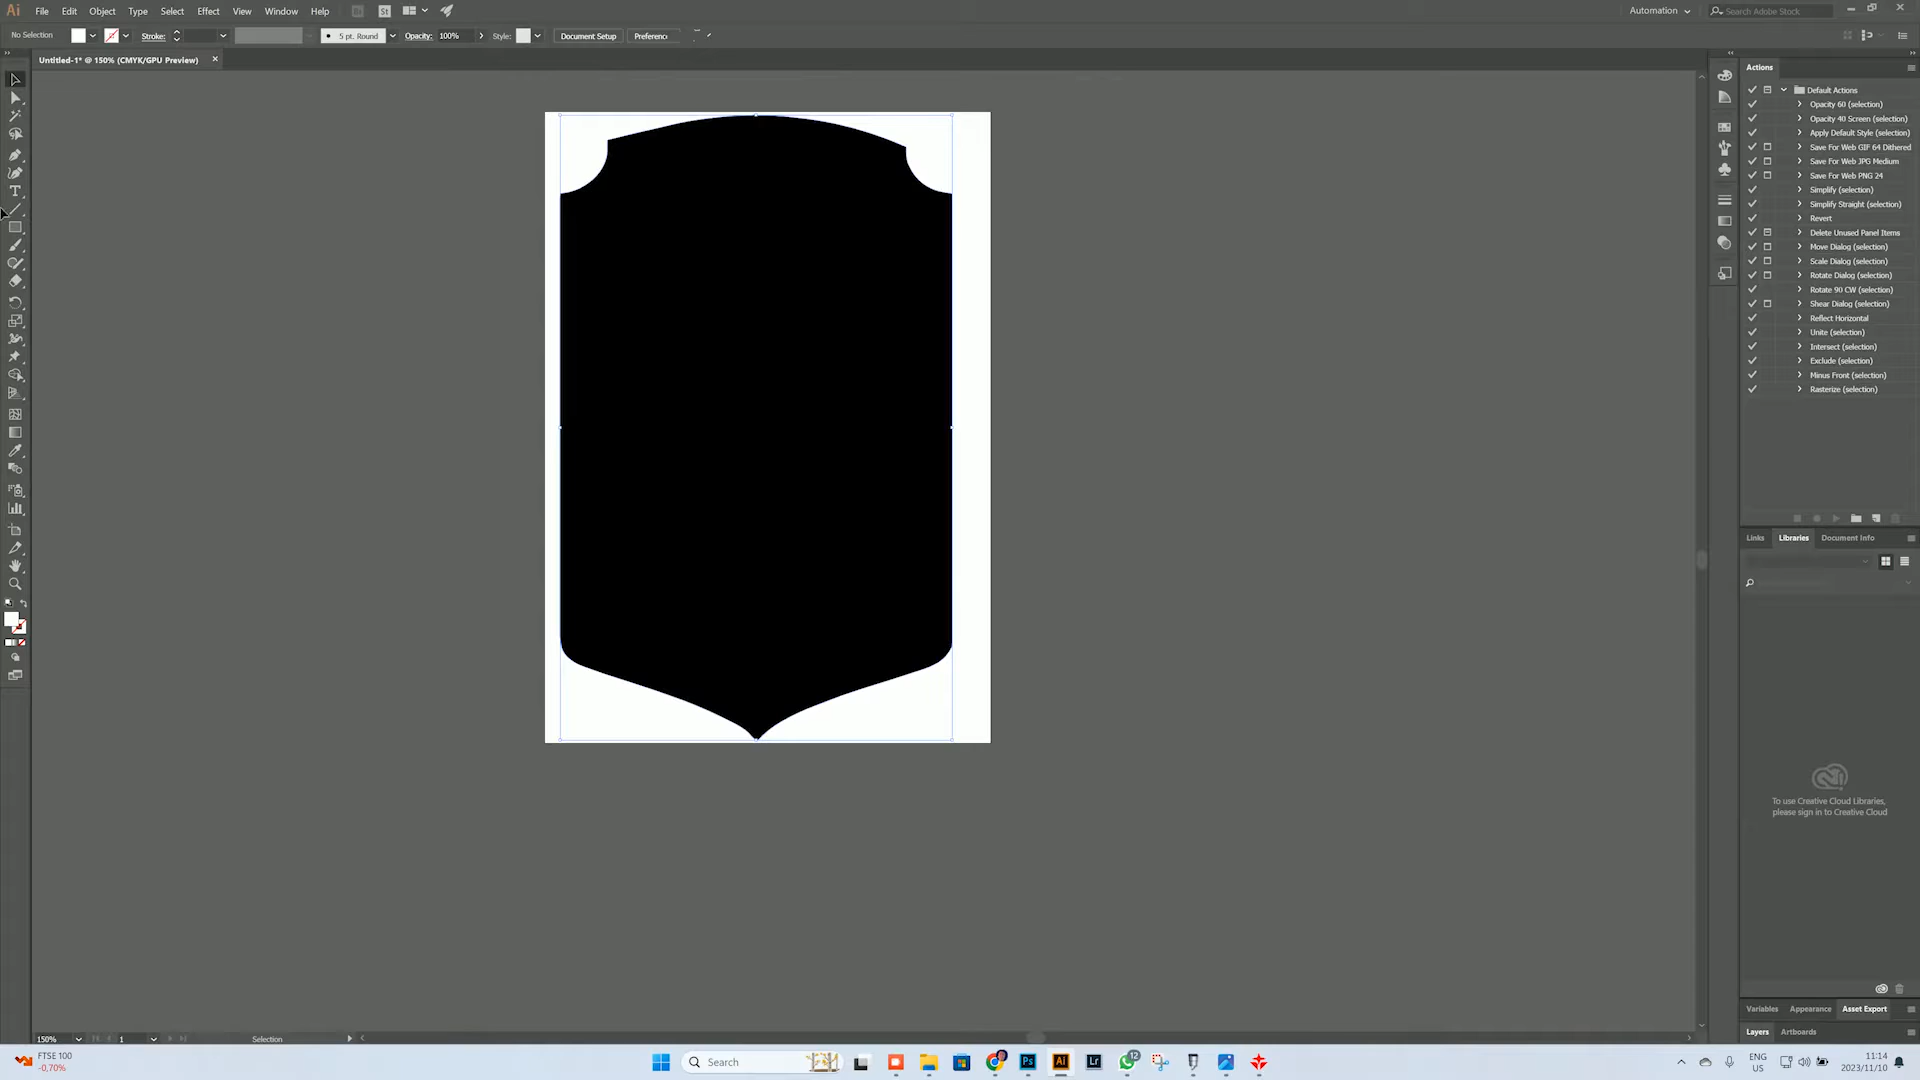 Ai File Edit Object Type Select Effect View Window Help Br St Automation Search Adobe Stock
No Selection Stroke: 5 pt. Round Opacity: 100% Style: Document Setup
Untitled-1* @ 150% (CMYK/GPU Preview)
Actions
Default Actions
Opacity 60 (selection)
Opacity 40 Screen (selection)
Apply Default Style (selection)
Save For Web GIF 64 Dithered
Save For Web JPG Medium
Save For Web PNG 24
Simplify (selection)
Simplify Straight (selection)
Revert
Delete Unused Panel Items
Move Dialog (selection)
Scale Dialog (selection)
Rotate Dialog (selection)
Rotate 90 CW (selection)
Shear Dialog (selection)
Reflect Horizontal
Unite (selection)
Intersect (selection)
Exclude (selection)
Minus Front (selection)
Rasterize (selection)
Links Libraries Document Info
To use Creative Cloud Libraries,
please sign in to Creative Cloud
Variables Appearance Asset Export
Layers Artboards
150% 1 Selection
FTSE 100
-0,70%
Search
Ps Ai Lr 12
ENG
US
11:14
2023/11/10